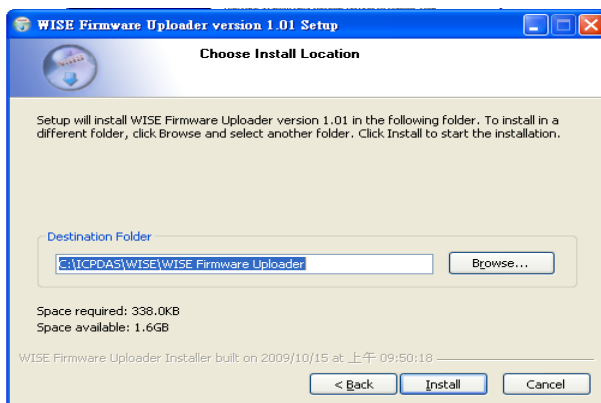 WISE Firmware Uploader version 1.01 Setup
Choose Install Location
Setup will install WISE Firmware Uploader version 1.01 in the following folder. To install in a
different folder, click Browse and select another folder. Click Install to start the installation.
Destination Folder
C:\ICPDAS\WISE\WISE Firmware Uploader
Browse...
Space required: 338.0KB
Space available: 1.6GB
WISE Firmware Uploader Installer built on 2009/10/15 at 上午 09:50:18
< Back Install Cancel